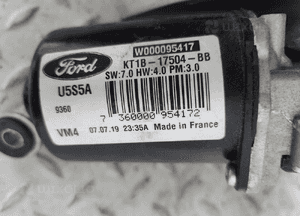 W000095417
Ford
KT1B-17504-BB
SW:7.0 HW:4.0 PM:3.0
U5S5A
9360
VM4
07.07.19 23:35A Made in France
7 360000 954172